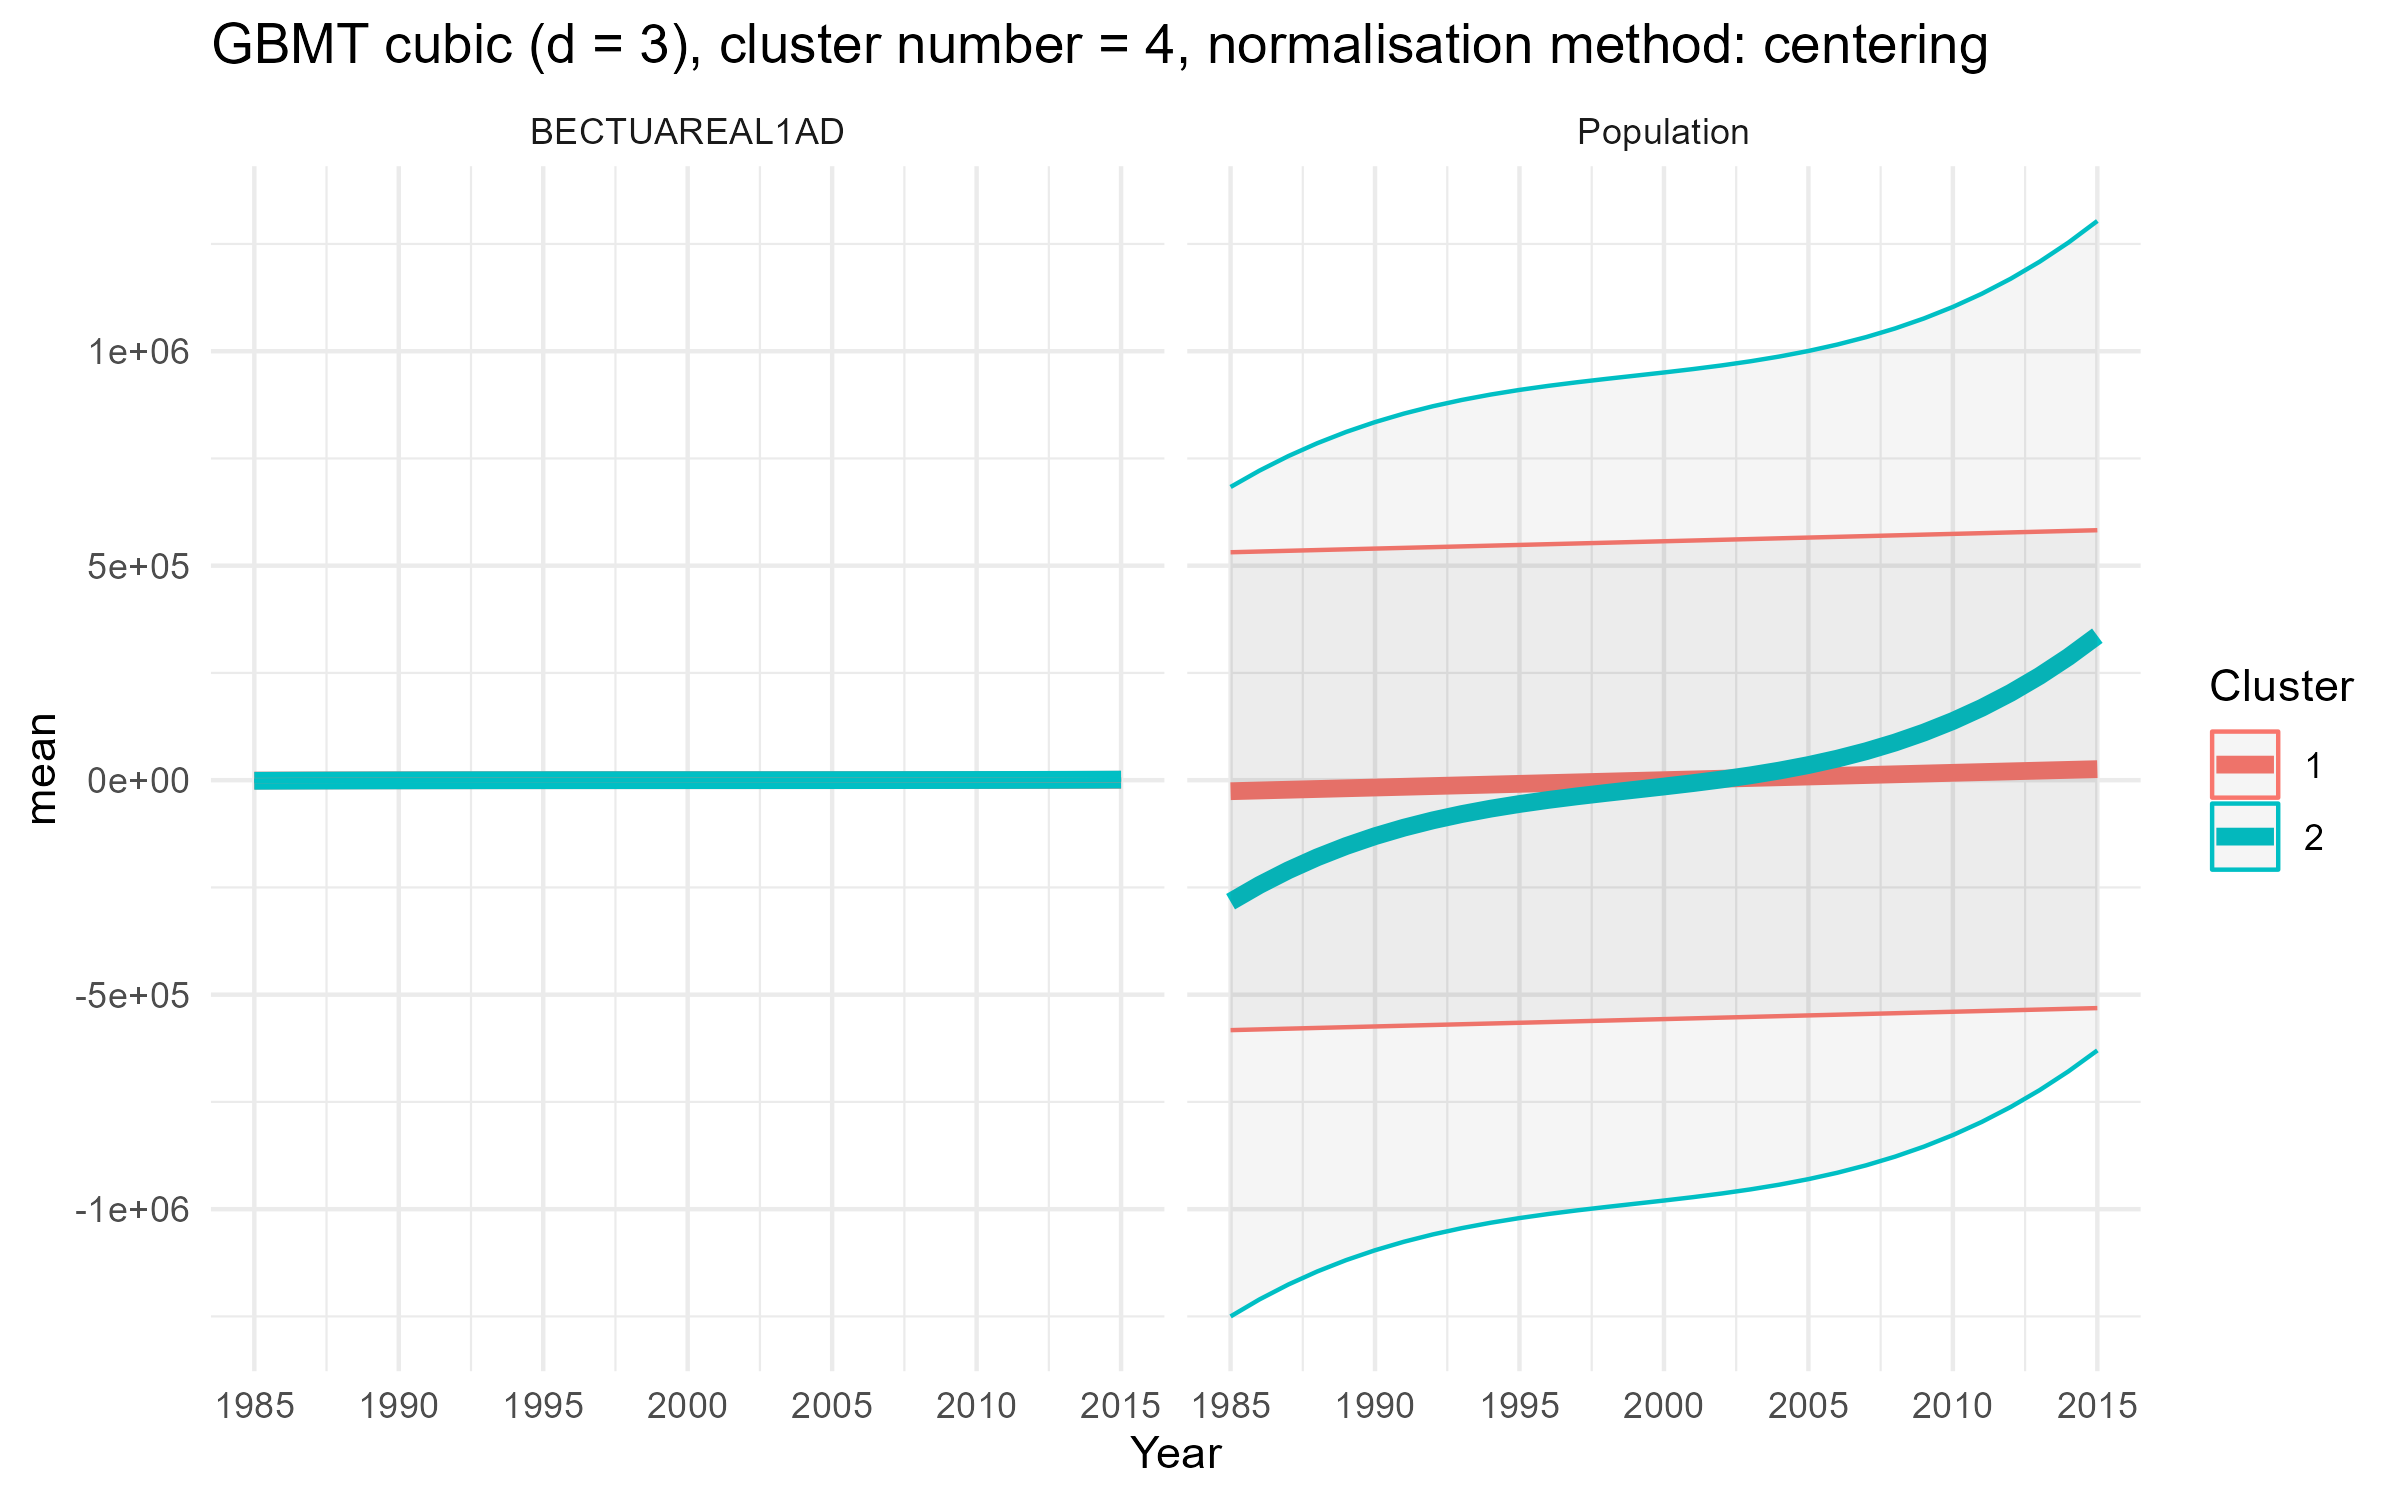 GBMT cubic (d = 3), cluster number = 4, normalisation method: centering
BECTUAREAL1AD
Population
mean
1e+06
5e+05
0e+00
-5e+05
-1e+06
1985 1990 1995 2000 2005 2010 2015
1985 1990 1995 2000 2005 2010 2015
Year
Cluster
1
2